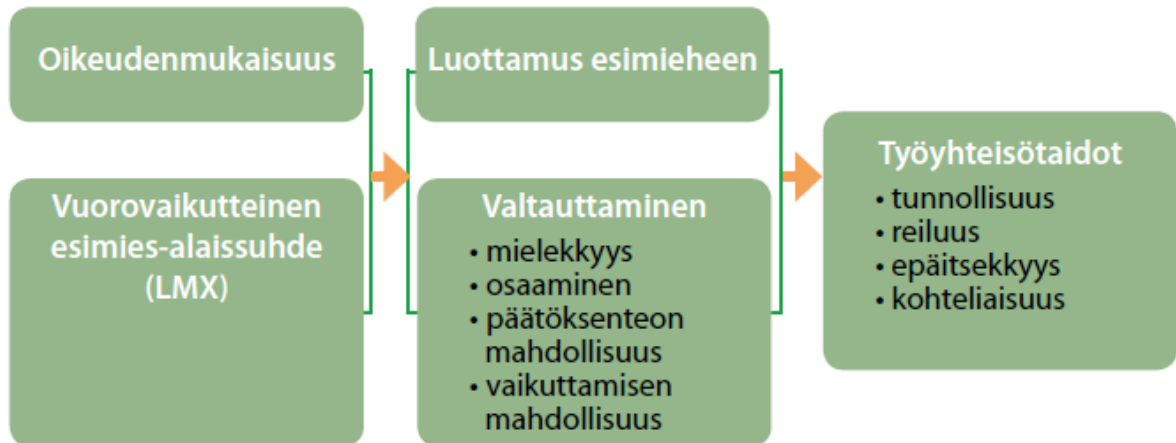 Oikeudenmukaisuus
Vuorovaikutteinen
esimies-alaissuhde
(LMX)
Luottamus esimieheen
Valtauttaminen
• mielekkyys
• osaaminen
• päätöksenteon
mahdollisuus
• vaikuttamisen
mahdollisuus
Työyhteisötaidot
• tunnollisuus
• reiluus
• epäitsekkyys
• kohteliaisuus